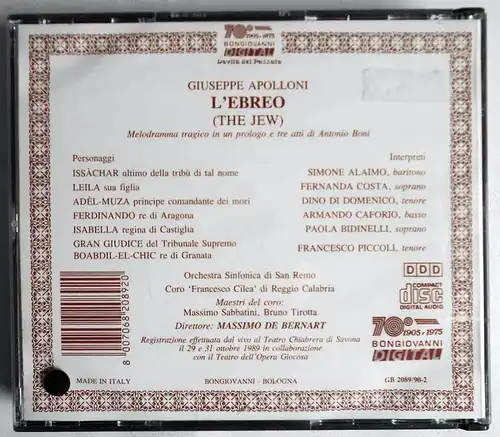 70° 1905-1975
BONGIOVANNI
DIGITAL
GIUSEPPE APOLLONI
L'EBREO
(THE JEW)
Melodramma tragico in un prologo e tre atti di Antonio Boni
Personaggi Interpreti
ISSÀCHAR ultimo della tribù di tal nome SIMONE ALAIMO, baritono
LEILA sua figlia FERNANDA COSTA, soprano
ADÉL-MUZA principe comandante dei mori DINO DI DOMENICO, tenore
FERDINANDO re di Aragona ARMANDO CAFORIO, basso
ISABELLA regina di Castiglia PAOLA BIDINELLI, soprano
GRAN GIUDICE del Tribunale Supremo
BOABDIL-EL-CHIC re di Granata FRANCESCO PICCOLI, tenore
Orchestra Sinfonica di San Remo
Coro 'Francesco Cilea' di Reggio Calabria
Maestri del coro:
Massimo Sabbatini, Bruno Tirotta
Direttore: MASSIMO DE BERNART
Registrazione effettuata dal vivo al Teatro Chiabrera di Savona
il 29 e 31 ottobre 1989 in collaborazione
con il Teatro dell'Opera Giocosa
8 007068 208920
DDD
COMPACT
disc
DIGITAL AUDIO
70° 1905-1975
BONGIOVANNI
DIGITAL
MADE IN ITALY BONGIOVANNI - BOLOGNA GB 2089/90-2